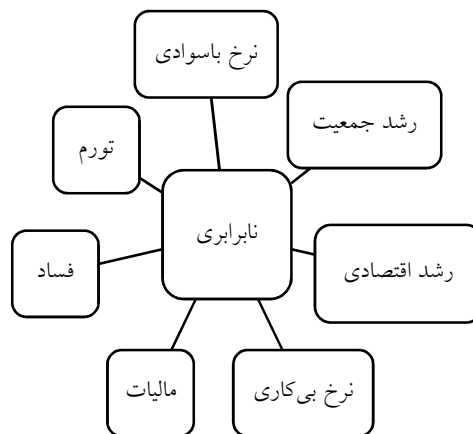 نرخ باسوادی
رشد جمعیت
تورم
نابرابری
رشد اقتصادی
فساد
نرخ بی‌کاری
مالیات